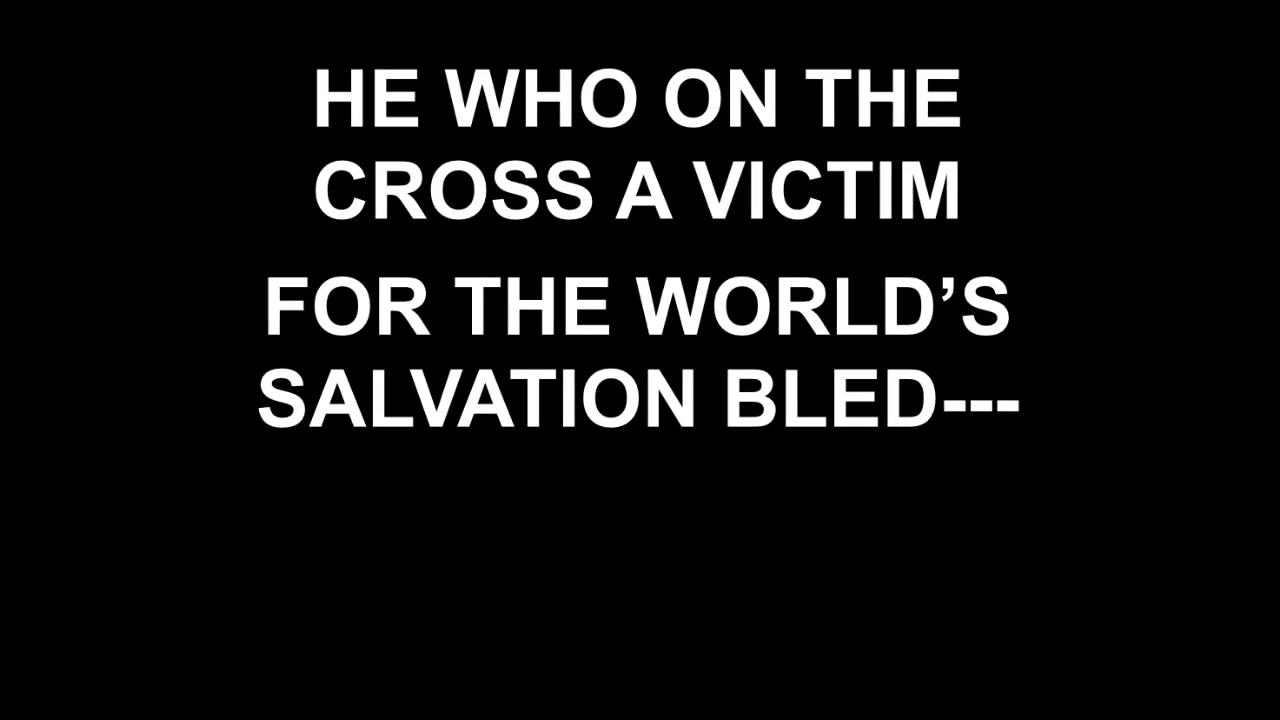 HE WHO ON THE
CROSS A VICTIM
FOR THE WORLD’S
SALVATION BLED---